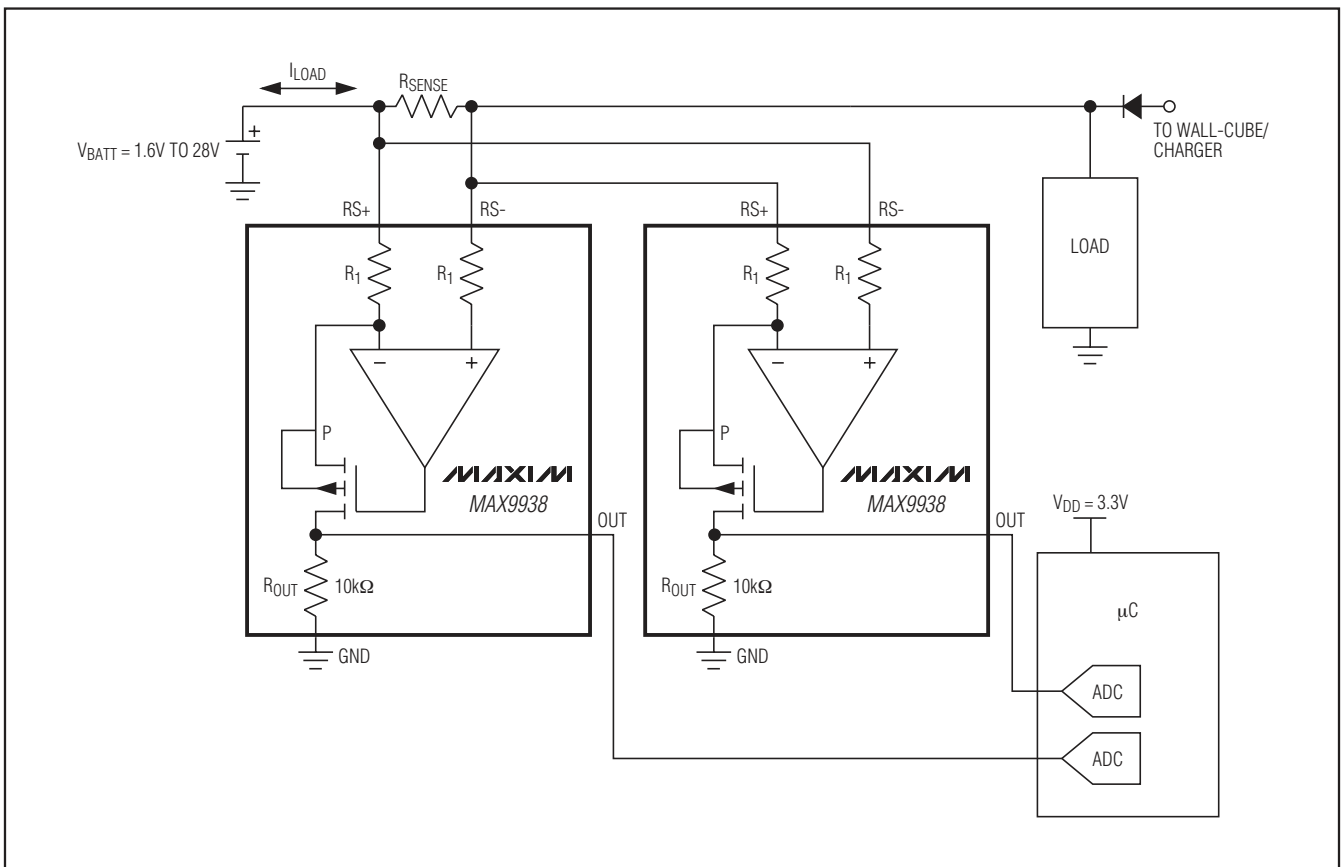 ILOAD
RSENSE
VBATT = 1.6V TO 28V
+
TO WALL-CUBE/
CHARGER
RS+
RS-
RS+
RS-
LOAD
R1
R1
R1
R1
−
+
−
+
P
P
MAXIM
MAX9938
MAXIM
MAX9938
VDD = 3.3V
OUT
OUT
ROUT
10kΩ
ROUT
10kΩ
μC
GND
GND
ADC
ADC